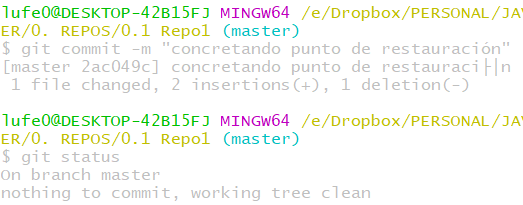 lufe0@DESKTOP-42B15FJ MINGW64 /e/Dropbox/PERSONAL/JAV
ER/0. REPOS/0.1 Repo1 (master)
$ git commit -m "concretando punto de restauración"
[master 2ac049c] concretando punto de restauraci├│n
 1 file changed, 2 insertions(+), 1 deletion(-)

lufe0@DESKTOP-42B15FJ MINGW64 /e/Dropbox/PERSONAL/JAV
ER/0. REPOS/0.1 Repo1 (master)
$ git status
On branch master
nothing to commit, working tree clean